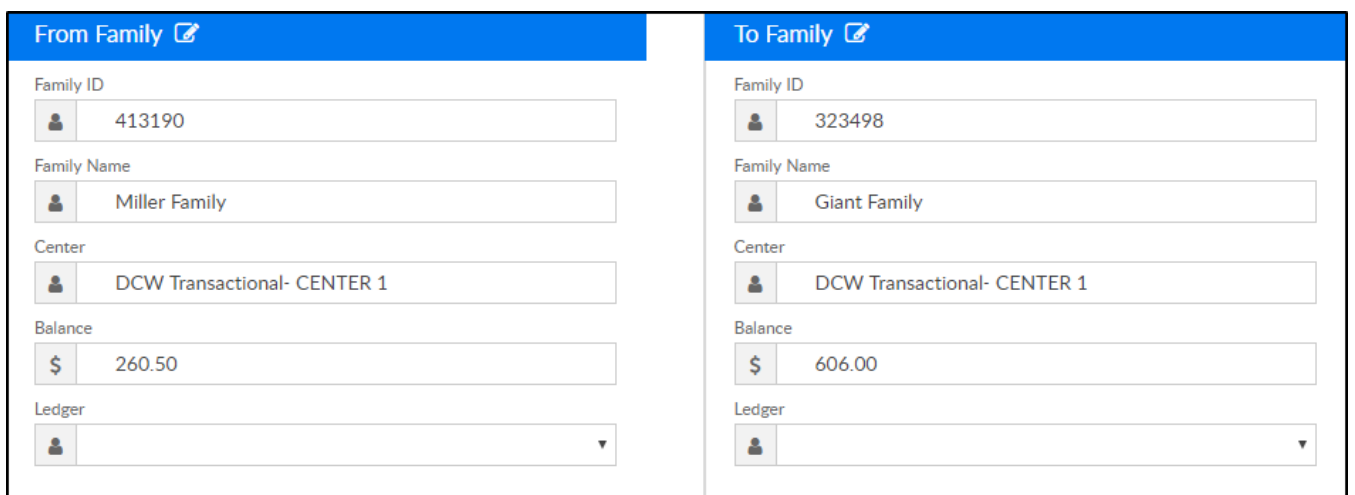 From Family
Family ID
413190
Family Name
Miller Family
Center
DCW Transactional- CENTER 1
Balance
$ 260.50
Ledger
To Family
Family ID
323498
Family Name
Giant Family
Center
DCW Transactional- CENTER 1
Balance
$ 606.00
Ledger